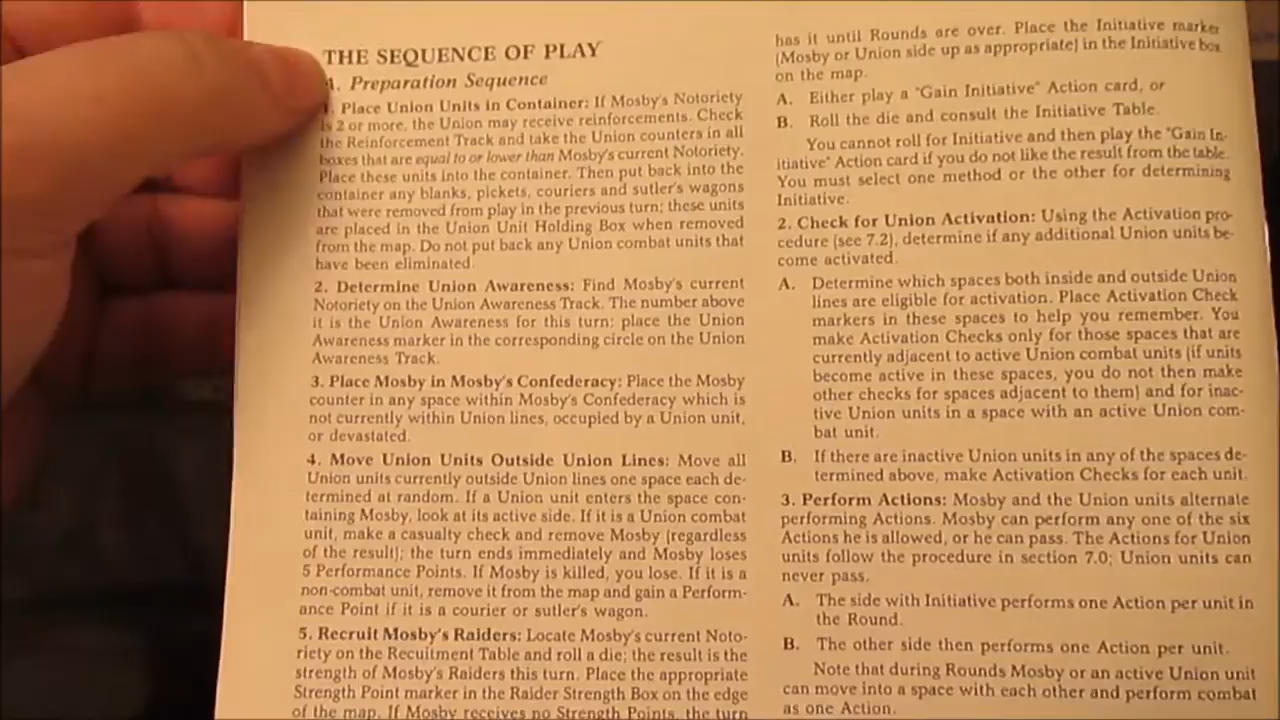 THE SEQUENCE OF PLAY
A. Preparation Sequence
1. Place Union Units in Container: If Mosby's Notoriety
is 2 or more, the Union may receive reinforcements. Check
the Reinforcement Track and take the Union counters in all
boxes that are equal to or lower than Mosby's current Notoriety.
Place these units into the container. Then put back into the
container any blanks, pickets, couriers and sutler's wagons
that were removed from play in the previous turn; these units
are placed in the Union Unit Holding Box when removed
from the map. Do not put back any Union combat units that
have been eliminated.
2. Determine Union Awareness: Find Mosby's current
Notoriety on the Union Awareness Track. The number above
it is the Union Awareness for this turn; place the Union
Awareness marker in the corresponding circle on the Union
Awareness Track.
3. Place Mosby in Mosby's Confederacy: Place the Mosby
counter in any space within Mosby's Confederacy which is
not currently within Union lines, occupied by a Union unit,
or devastated.
4. Move Union Units Outside Union Lines: Move all
Union units currently outside Union lines one space each de-
termined at random. If a Union unit enters the space con-
taining Mosby, look at its active side. If it is a Union combat
unit, make a casualty check and remove Mosby (regardless
of the result); the turn ends immediately and Mosby loses
5 Performance Points. If Mosby is killed, you lose. If it is a
non-combat unit, remove it from the map and gain a Perform-
ance Point if it is a courier or sutler's wagon.
5. Recruit Mosby's Raiders: Locate Mosby's current Noto-
riety on the Recuitment Table and roll a die; the result is the
strength of Mosby's Raiders this turn. Place the appropriate
Strength Point marker in the Raider Strength Box on the edge
of the map. If Mosby receives no Strength Points, the turn
has it until Rounds are over. Place the Initiative marker
(Mosby or Union side up as appropriate) in the Initiative box
on the map.
A. Either play a "Gain Initiative" Action card, or
B. Roll the die and consult the Initiative Table.
You cannot roll for Initiative and then play the "Gain In-
itiative" Action card if you do not like the result from the table.
You must select one method or the other for determining
Initiative.
2. Check for Union Activation: Using the Activation pro-
cedure (see 7.2), determine if any additional Union units be-
come activated.
A. Determine which spaces both inside and outside Union
lines are eligible for activation. Place Activation Check
markers in these spaces to help you remember. You
make Activation Checks only for those spaces that are
currently adjacent to active Union combat units (if units
become active in these spaces, you do not then make
other checks for spaces adjacent to them) and for inac-
tive Union units in a space with an active Union com-
bat unit.
B. If there are inactive Union units in any of the spaces de-
termined above, make Activation Checks for each unit.
3. Perform Actions: Mosby and the Union units alternate
performing Actions. Mosby can perform any one of the six
Actions he is allowed, or he can pass. The Actions for Union
units follow the procedure in section 7.0; Union units can
never pass.
A. The side with Initiative performs one Action per unit in
the Round.
B. The other side then performs one Action per unit.
Note that during Rounds Mosby or an active Union unit
can move into a space with each other and perform combat
as one Action.